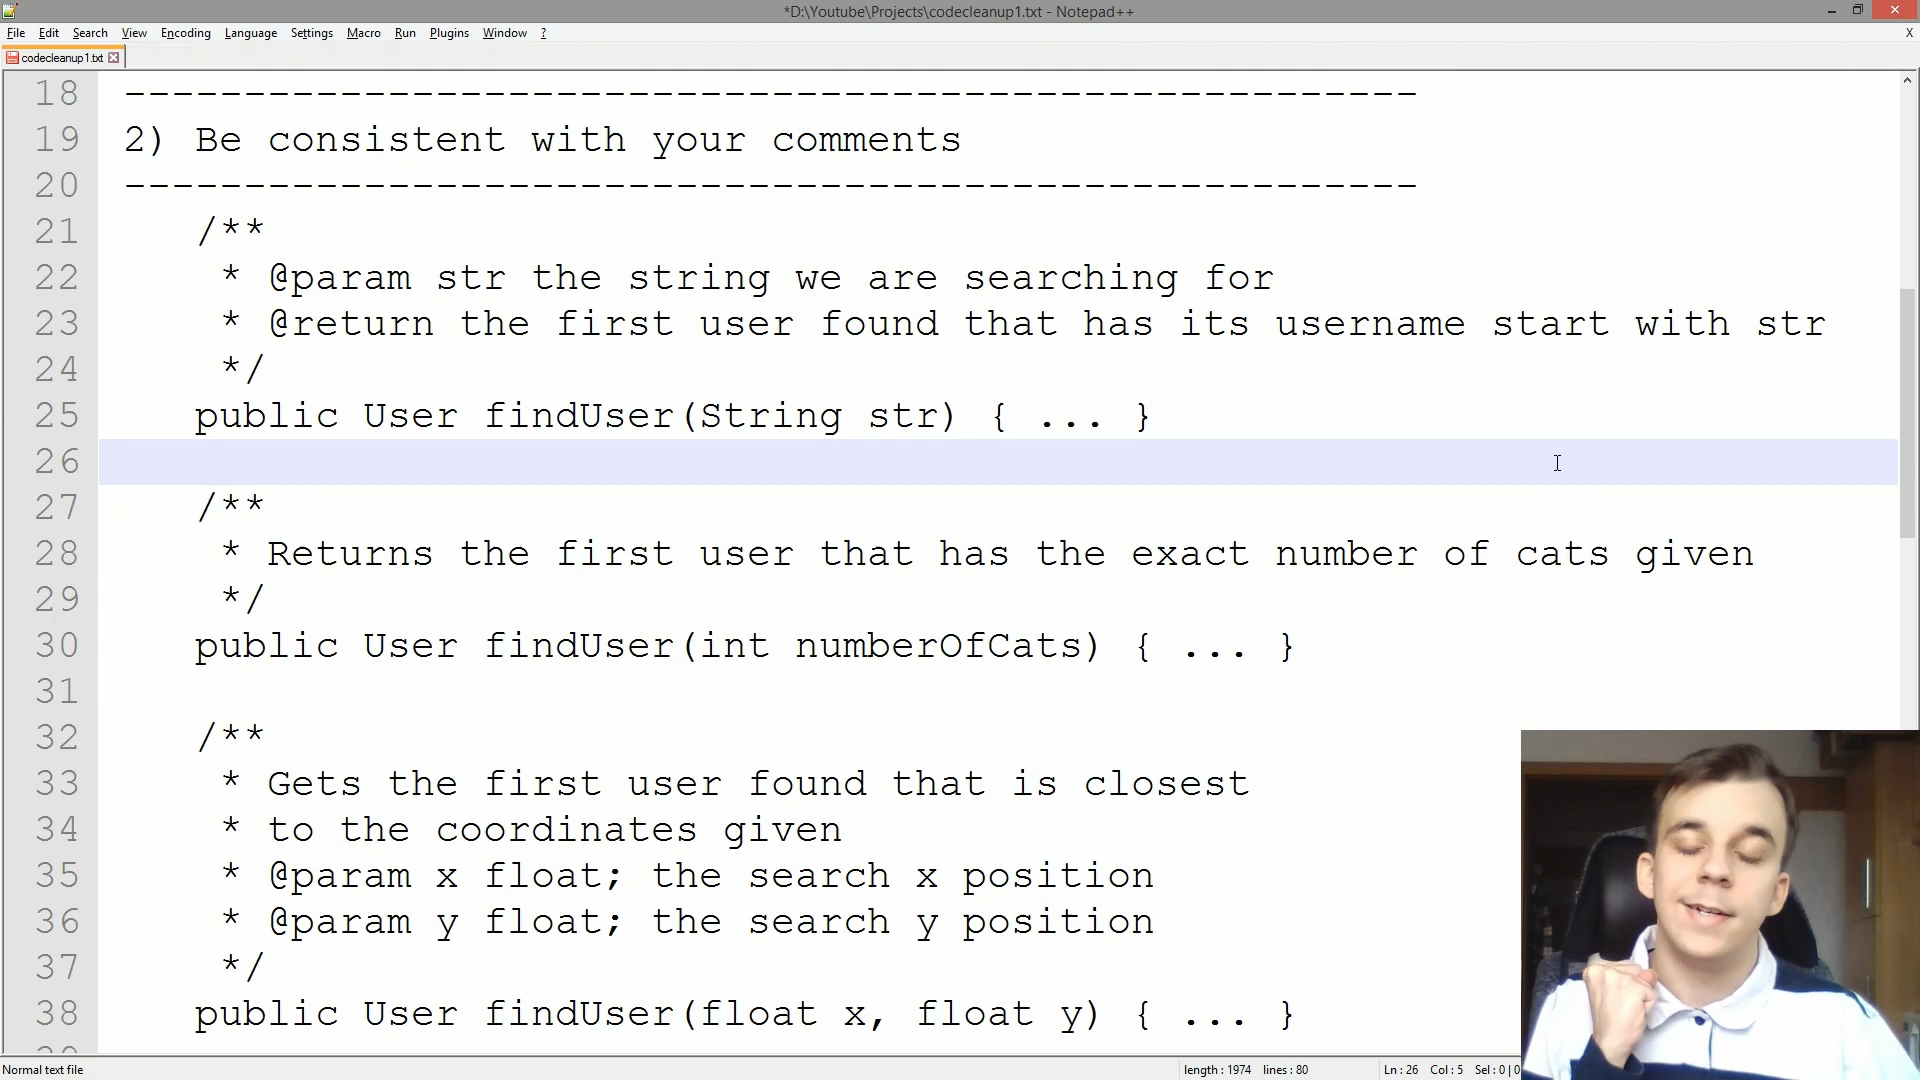 *D:\Youtube\Projects\codecleanup1.txt - Notepad++
File Edit Search View Encoding Language Settings Macro Run Plugins Window ? X
codecleanup1.txt
18 ------------------------------------------------------
19 2) Be consistent with your comments
20 ------------------------------------------------------
21 /**
22 * @param str the string we are searching for
23 * @return the first user found that has its username start with str
24 */
25 public User findUser(String str) { ... }
26
27 /**
28 * Returns the first user that has the exact number of cats given
29 */
30 public User findUser(int numberOfCats) { ... }
31
32 /**
33 * Gets the first user found that is closest
34 * to the coordinates given
35 * @param x float; the search x position
36 * @param y float; the search y position
37 */
38 public User findUser(float x, float y) { ... }
Normal text file length : 1974 lines : 80 Ln : 26 Col : 5 Sel : 0 | 0